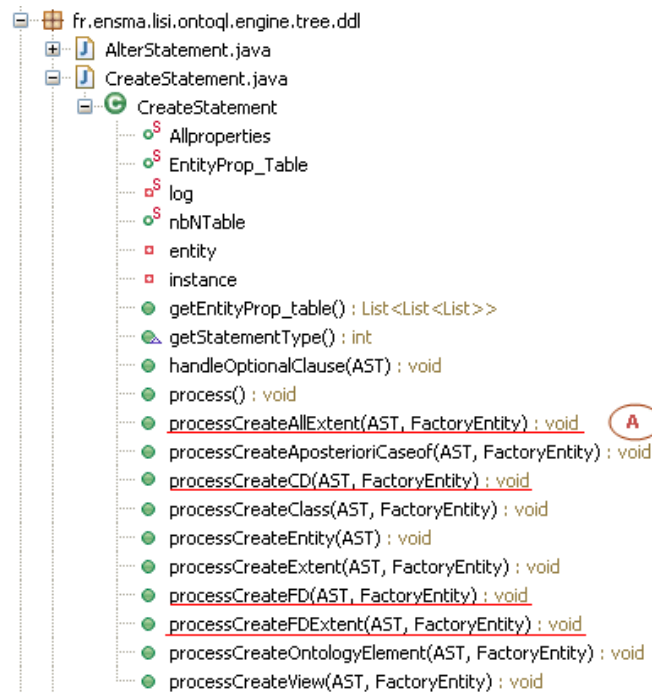 fr.ensma.lisi.ontoql.engine.tree.ddl
AlterStatement.java
CreateStatement.java
CreateStatement
Allproperties
EntityProp_Table
log
nbNTable
entity
instance
getEntityProp_table() : List<List<List>>
getStatementType() : int
handleOptionalClause(AST) : void
process() : void
processCreateAllExtent(AST, FactoryEntity) : void A
processCreateAposterioriCaseof(AST, FactoryEntity) : void
processCreateCD(AST, FactoryEntity) : void
processCreateClass(AST, FactoryEntity) : void
processCreateEntity(AST) : void
processCreateExtent(AST, FactoryEntity) : void
processCreateFD(AST, FactoryEntity) : void
processCreateFDExtent(AST, FactoryEntity) : void
processCreateOntologyElement(AST, FactoryEntity) : void
processCreateView(AST, FactoryEntity) : void